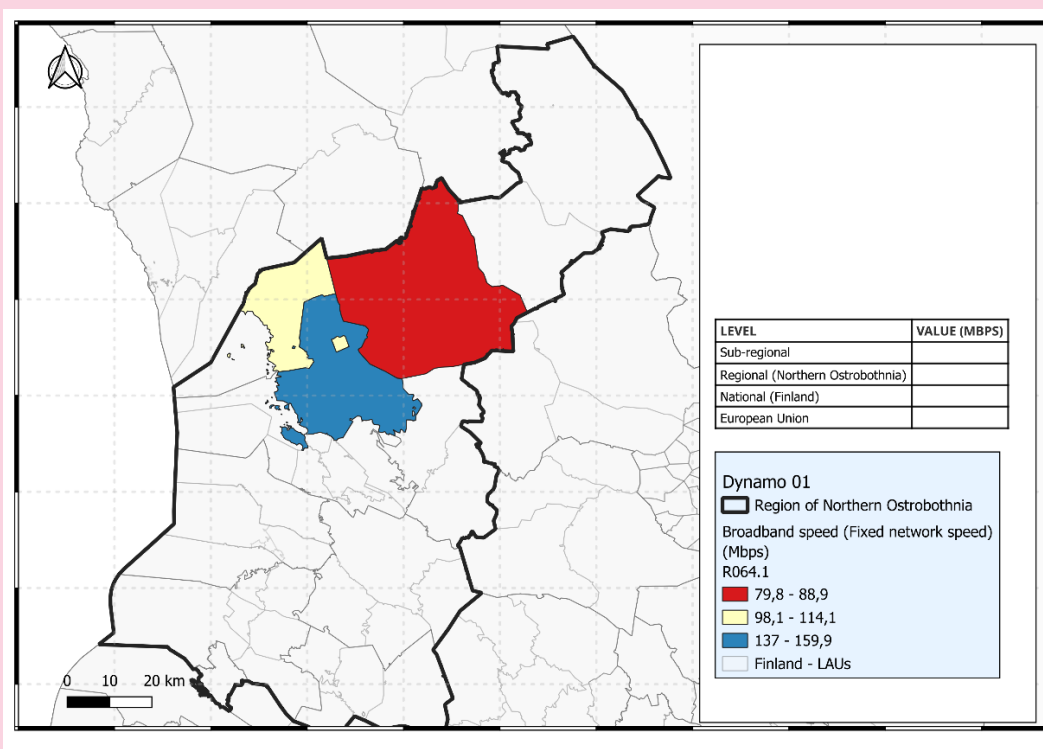 LEVEL VALUE (MBPS)
Sub-regional
Regional (Northern Ostrobothnia)
National (Finland)
European Union
Dynamo 01
Region of Northern Ostrobothnia
Broadband speed (Fixed network speed)
(Mbps)
R064.1
79,8 - 88,9
98,1 - 114,1
137 - 159,9
Finland - LAUs
0 10 20 km